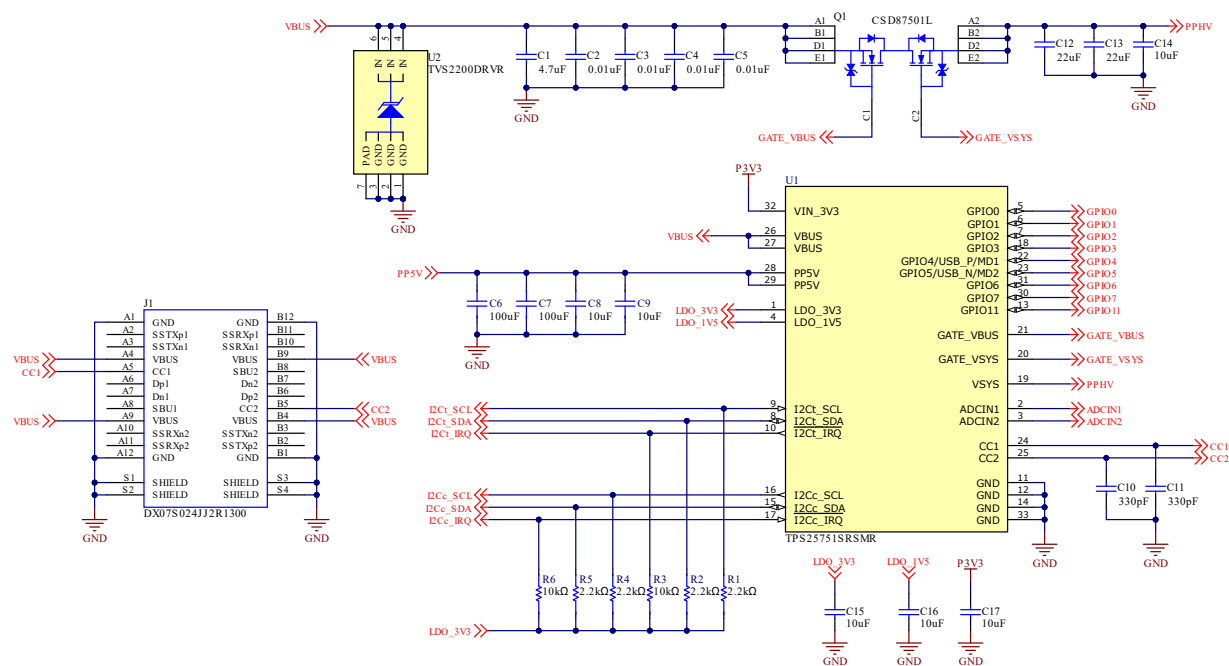 VBUS
6
5
4
IN
IN
IN
U2
TVS2200DRVR
PAD
GND
GND
GND
7
3
2
1
GND
C1
4.7uF
C2
0.01uF
C3
0.01uF
C4
0.01uF
C5
0.01uF
GND
Q1
CSD87501L
A1
B1
D1
E1
A2
B2
D2
E2
C1
C2
GATE_VBUS
GATE_VSYS
PPHV
C12
22uF
C13
22uF
C14
10uF
GND
P3V3
U1
32 VIN_3V3
VBUS
26 VBUS
27 VBUS
PP5V
28 PP5V
29 PP5V
C6
100uF
C7
100uF
C8
10uF
C9
10uF
GND
LDO_3V3 1 LDO_3V3
LDO_1V5 4 LDO_1V5
I2Ct_SCL 9 I2Ct_SCL
I2Ct_SDA 8 I2Ct_SDA
I2Ct_IRQ 10 I2Ct_IRQ
I2Cc_SCL 16 I2Cc_SCL
I2Cc_SDA 15 I2Cc_SDA
I2Cc_IRQ 17 I2Cc_IRQ
GPIO0 5 GPIO0
GPIO1 6 GPIO1
GPIO2 7 GPIO2
GPIO3 18 GPIO3
GPIO4/USB_P/MD1 22 GPIO4
GPIO5/USB_N/MD2 23 GPIO5
GPIO6 31 GPIO6
GPIO7 30 GPIO7
GPIO11 13 GPIO11
GATE_VBUS 21 GATE_VBUS
GATE_VSYS 20 GATE_VSYS
VSYS 19 PPHV
ADCIN1 2 ADCIN1
ADCIN2 3 ADCIN2
CC1 24 CC1
CC2 25 CC2
GND 11
GND 12
GND 14
GND 33
GND
TPS25751SRSMR
C10
330pF
C11
330pF
GND
J1
A1 GND GND B12
A2 SSTXp1 SSRXp1 B11
A3 SSTXn1 SSRXn1 B10
VBUS A4 VBUS VBUS B9 VBUS
CC1 A5 CC1 SBU2 B8
A6 Dp1 Dn2 B7
A7 Dn1 Dp2 B6
A8 SBU1 CC2 B5 CC2
VBUS A9 VBUS VBUS B4 VBUS
A10 SSRXn2 SSTXn2 B3
A11 SSRXp2 SSTXp2 B2
A12 GND GND B1
S1 SHIELD SHIELD S3
S2 SHIELD SHIELD S4
DX07S024JJ2R1300
GND
GND
R6
10kΩ
R5
2.2kΩ
R4
2.2kΩ
R3
10kΩ
R2
2.2kΩ
R1
2.2kΩ
LDO_3V3
LDO_3V3
C15
10uF
GND
LDO_1V5
C16
10uF
GND
P3V3
C17
10uF
GND